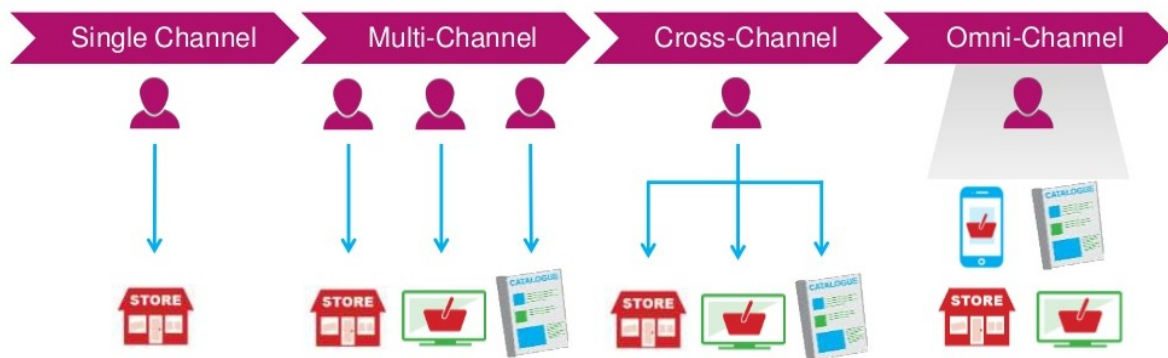 Single Channel
Multi-Channel
Cross-Channel
Omni-Channel
CATALOGUE
STORE
STORE
CATALOGUE
STORE
CATALOGUE
STORE